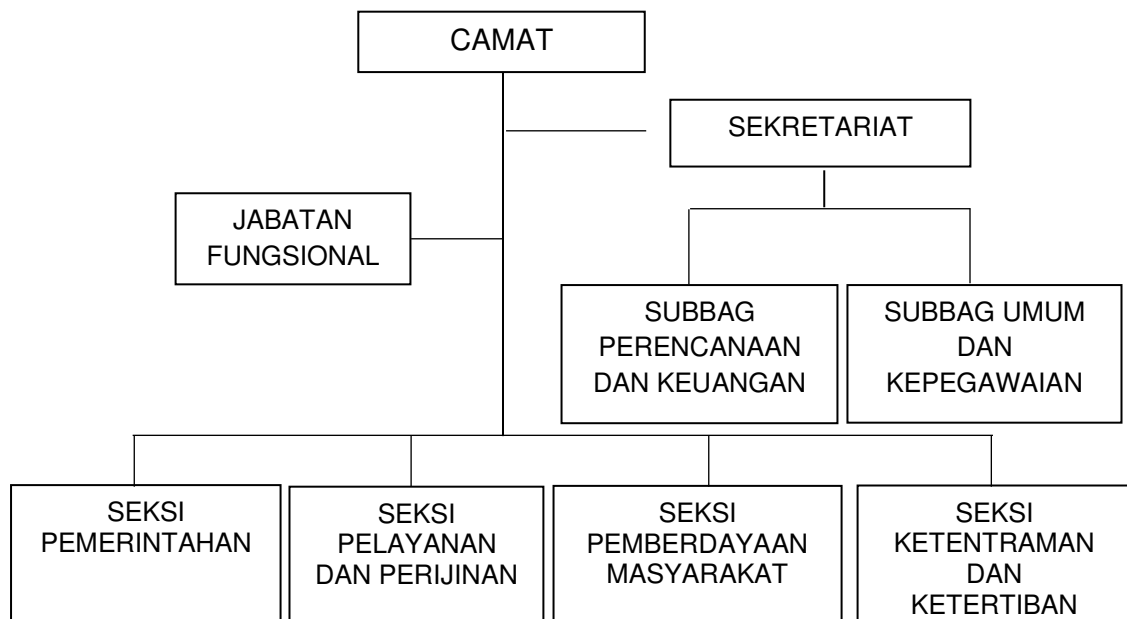 CAMAT
SEKRETARIAT
JABATAN
FUNGSIONAL
SUBBAG
PERENCANAAN
DAN KEUANGAN
SUBBAG UMUM
DAN
KEPEGAWAIAN
SEKSI
PEMERINTAHAN
SEKSI
PELAYANAN
DAN PERIJINAN
SEKSI
PEMBERDAYAAN
MASYARAKAT
SEKSI
KETENTRAMAN
DAN
KETERTIBAN